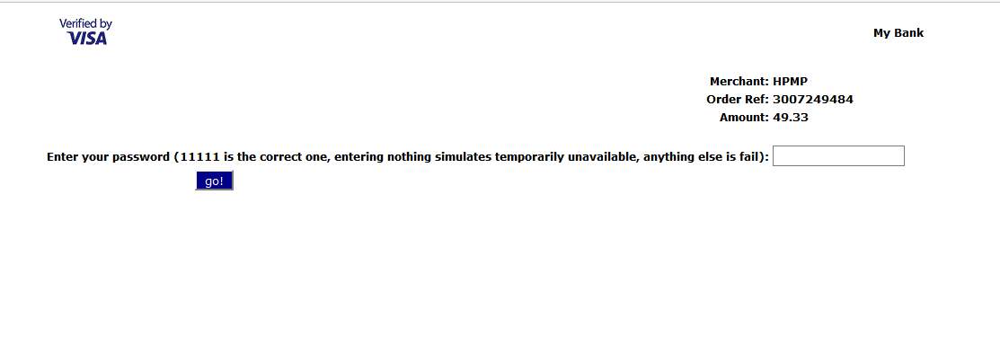 Verified by
VISA
My Bank
Merchant: HPMP
Order Ref: 3007249484
Amount: 49.33
Enter your password (11111 is the correct one, entering nothing simulates temporarily unavailable, anything else is fail):
go!